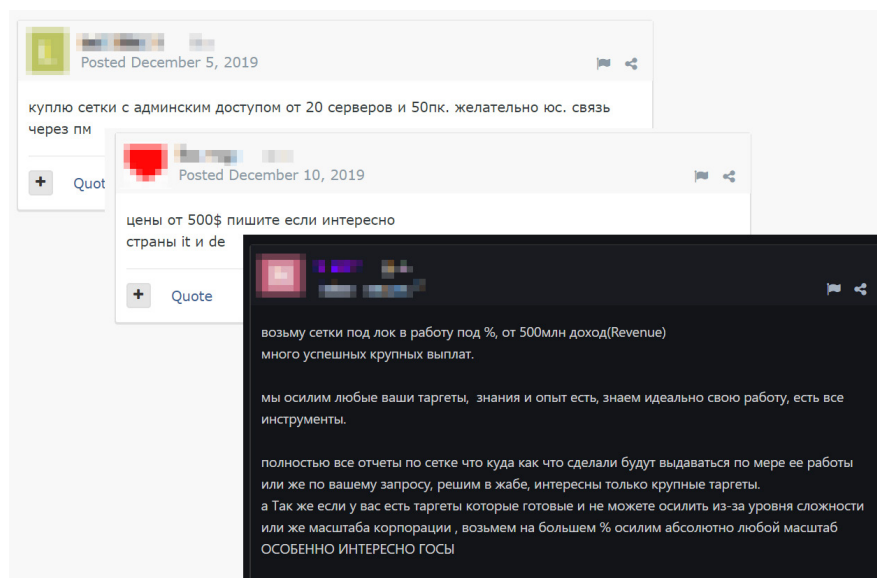 Posted December 5, 2019
куплю сетки с админским доступом от 20 серверов и 50пк. желательно юс. связь
через пм
+ Quot
Posted December 10, 2019
цены от 500$ пишите если интересно
страны it и de
+ Quote
возьму сетки под лок в работу под %, от 500млн доход(Revenue)
много успешных крупных выплат.
мы осилим любые ваши таргеты, знания и опыт есть, знаем идеально свою работу, есть все
инструменты.
полностью все отчеты по сетке что куда как что сделали будут выдаваться по мере ее работы
или же по вашему запросу, решим в жабе, интересны только крупные таргеты.
а Так же если у вас есть таргеты которые готовые и не можете осилить из-за уровня сложности
или же масштаба корпорации , возьмем на большем % осилим абсолютно любой масштаб
ОСОБЕННО ИНТЕРЕСНО ГОСЫ